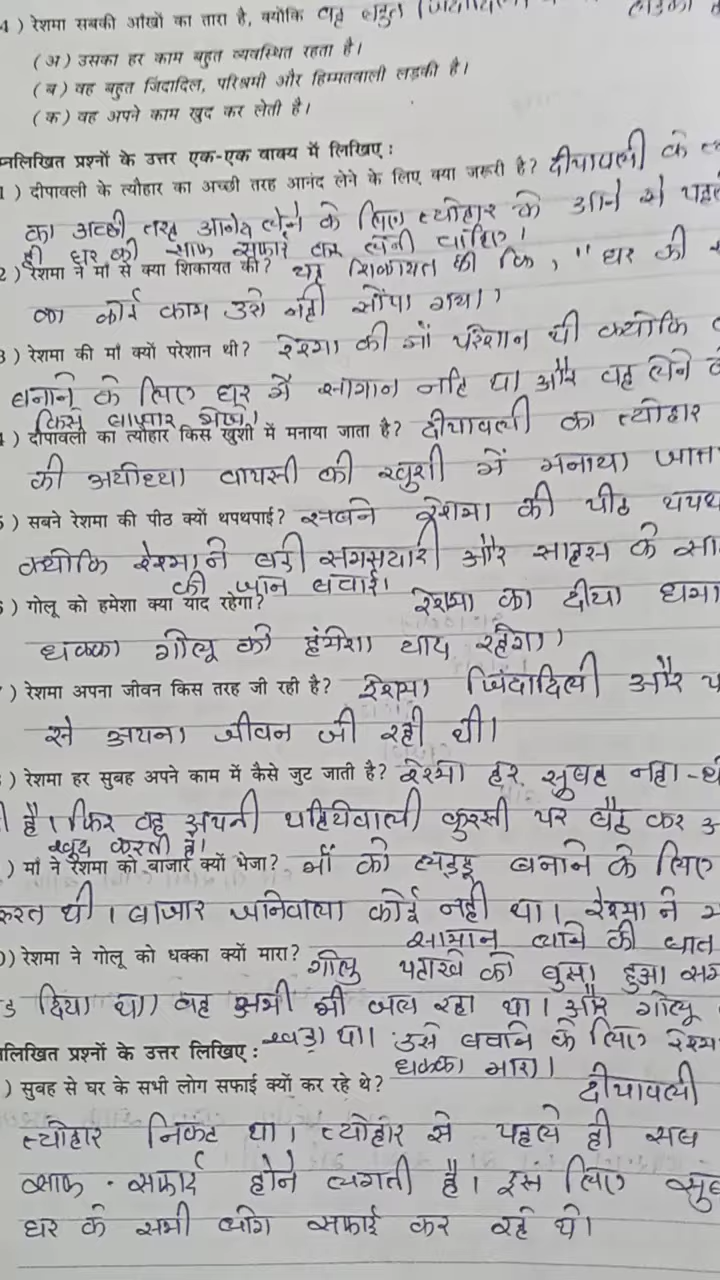 4 ) रेशमा सबकी आँखों का तारा है, क्योंकि वह बहुत
(अ) उसका हर काम बहुत व्यवस्थित रहता है।
(ब) वह बहुत जिंदादिल, परिश्रमी और हिम्मतवाली लड़की है।
(क) वह अपने काम खुद कर लेती है।
म्नलिखित प्रश्नों के उत्तर एक-एक वाक्य में लिखिए :
1 ) दीपावली के त्यौहार का अच्छी तरह आनंद लेने के लिए क्या जरूरी है? दीपावली के
का अच्छी तरह आनंद लेने के लिए त्योहार के आने से पहले
ही घर की साफ सफाई कर लेनी चाहिए।
2 ) रेशमा ने माँ से क्या शिकायत की? यह शिकायत की कि, "घर की
का कोई काम उसे नही सौंपा गया।
3 ) रेशमा की माँ क्यों परेशान थी? रेशमा की माँ परेशान थी क्योकि
बनाने के लिए घर में सामान नहि था और वह लेने
किसे बाजार भेजे।
4 ) दीपावली का त्यौहार किस खुशी में मनाया जाता है? दीपावली का त्योहार
की अयोध्या वापसी की खुशी में मनाया जाता
5 ) सबने रेशमा की पीठ क्यों थपथपाई? सबने रेशमा की पीठ थपथ
क्योकि रेशमाने बडी समझदारी और साहस के सा
की जान बचाई।
6 ) गोलू को हमेशा क्या याद रहेगा? रेशमा का दीया
धक्का गोलू को हंमेशा याद रहेगा।
) रेशमा अपना जीवन किस तरह जी रही है? रेशमा जिंदादिली और
से अपना जीवन जी रही थी।
) रेशमा हर सुबह अपने काम में कैसे जुट जाती है? रेशमा हर सुबह नहा-धो
है। फिर वह अपनी पहियेवाली कुरसी पर बैठ कर
खुद करती है।
) माँ ने रेशमा को बाजार क्यों भेजा? माँ को लड्डू बनाने के लिए
रूरत थी। बाजार जानेवाला कोई नही था। रेशमा ने
सामान लाने की बात
0) रेशमा ने गोलू को धक्का क्यों मारा? गोलु पटाखे को बुझा हुआ सम
दिया था। वह अभी भी जल रहा था। और गोलू
खड़ा था। उसे बचाने के लिए रेशम
नलिखित प्रश्नों के उत्तर लिखिए : धक्का मारा।
) सुबह से घर के सभी लोग सफाई क्यों कर रहे थे? दीपावली
त्योहार निकट था। त्योहार से पहले ही सब
साफ - सफाई होने लगती है। इस लिए सुब
घर के सभी लोग सफाई कर रहे थे।